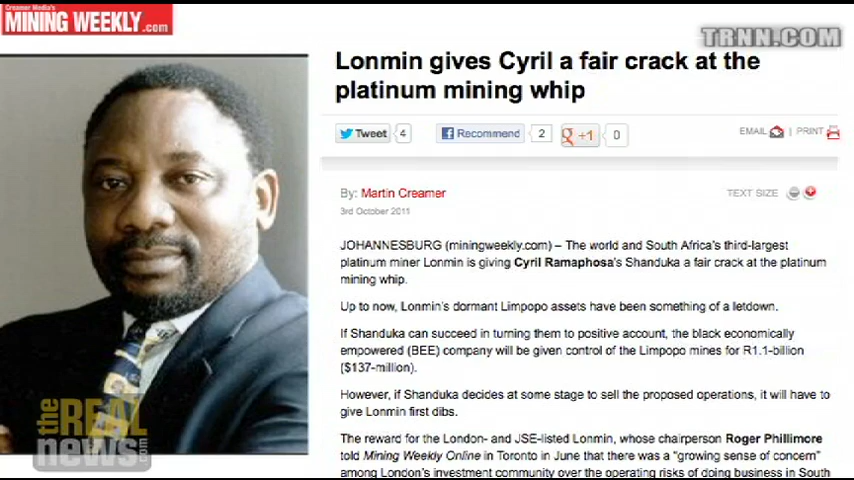 Creamer Media's
MINING WEEKLY.com
TRNN.COM
Lonmin gives Cyril a fair crack at the
platinum mining whip
Tweet 4 Recommend 2 g +1 0 EMAIL | PRINT
By: Martin Creamer TEXT SIZE
3rd October 2011
JOHANNESBURG (miningweekly.com) – The world and South Africa's third-largest
platinum miner Lonmin is giving Cyril Ramaphosa's Shanduka a fair crack at the platinum
mining whip.
Up to now, Lonmin's dormant Limpopo assets have been something of a letdown.
If Shanduka can succeed in turning them to positive account, the black economically
empowered (BEE) company will be given control of the Limpopo mines for R1.1-billion
($137-million).
However, if Shanduka decides at some stage to sell the proposed operations, it will have to
give Lonmin first dibs.
The reward for the London- and JSE-listed Lonmin, whose chairperson Roger Phillimore
told Mining Weekly Online in Toronto in June that there was a "growing sense of concern"
among London's investment community over the operating risks of doing business in South
the REAL
news.com